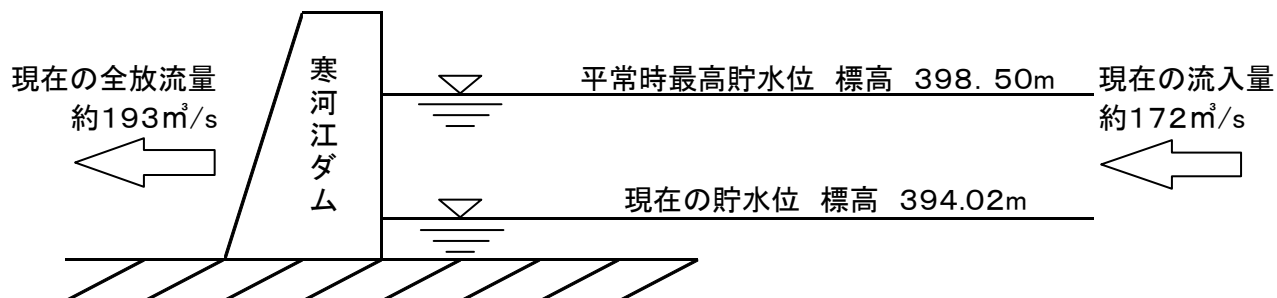 現在の全放流量
約193㎥/s
寒河江ダム
平常時最高貯水位 標高 398.50m
現在の流入量
約172㎥/s
現在の貯水位 標高 394.02m